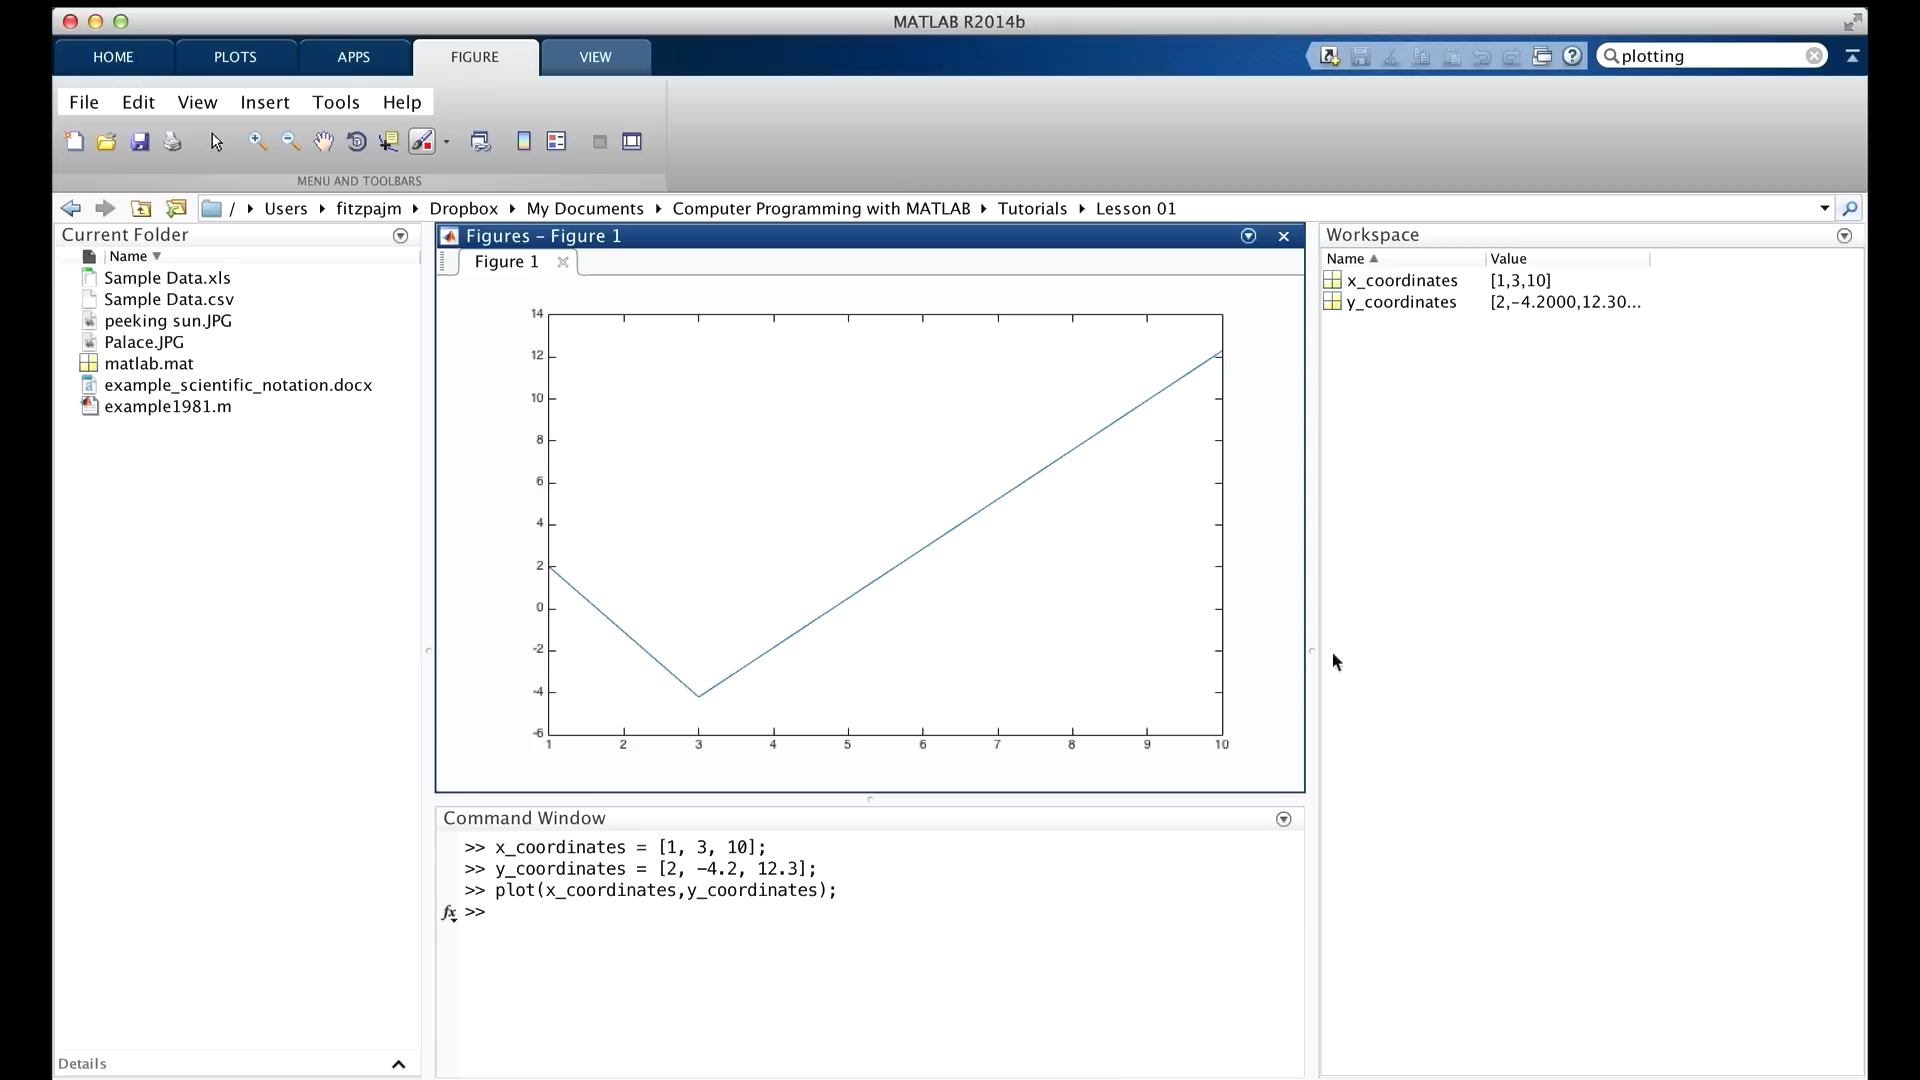 MATLAB R2014b
HOME PLOTS APPS FIGURE VIEW plotting
File Edit View Insert Tools Help
MENU AND TOOLBARS
/ Users fitzpajm Dropbox My Documents Computer Programming with MATLAB Tutorials Lesson 01
Current Folder
Name
Sample Data.xls
Sample Data.csv
peeking sun.JPG
Palace.JPG
matlab.mat
example_scientific_notation.docx
example1981.m
Details
Figures - Figure 1
Figure 1
14
12
10
8
6
4
2
0
-2
-4
-6
1 2 3 4 5 6 7 8 9 10
Command Window
>> x_coordinates = [1, 3, 10];
>> y_coordinates = [2, -4.2, 12.3];
>> plot(x_coordinates,y_coordinates);
fx >>
Workspace
Name Value
x_coordinates [1,3,10]
y_coordinates [2,-4.2000,12.30...